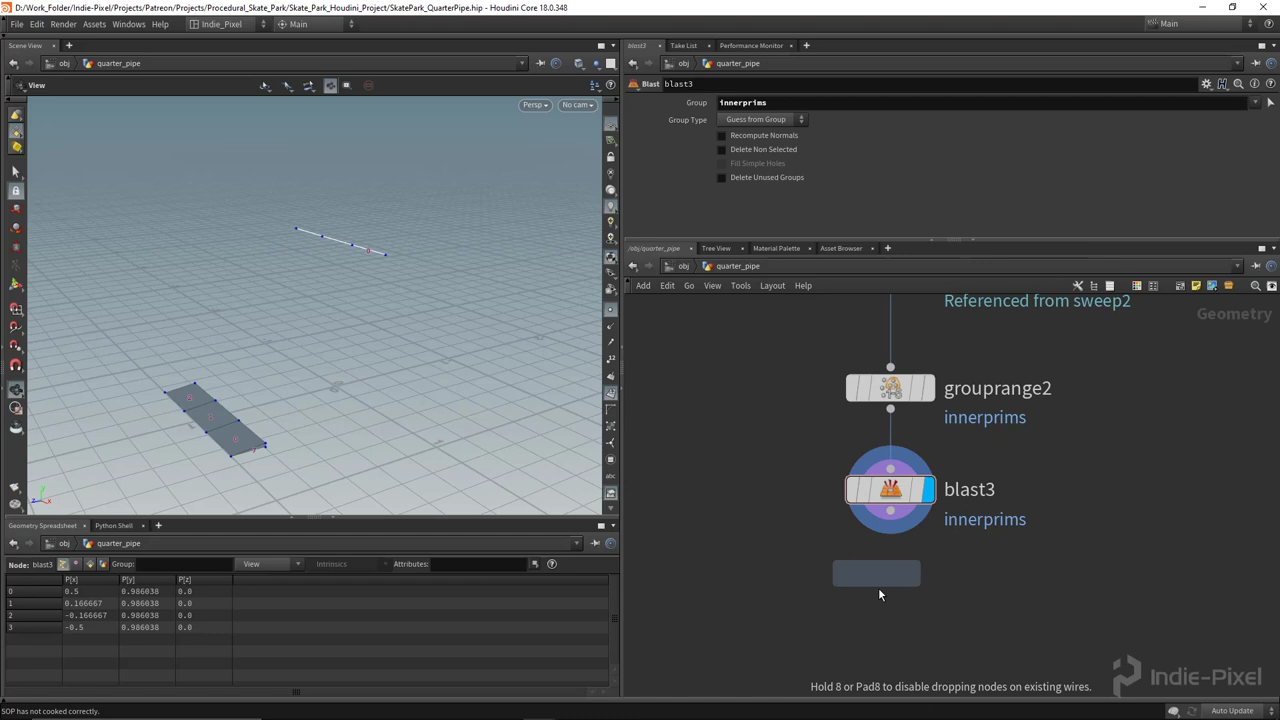 D:/Work_Folder/Indie-Pixel/Projects/Patreon/Projects/Procedural_Skate_Park/Skate_Park_Houdini_Project/SkatePark_QuarterPipe.hip - Houdini Core 18.0.348
File Edit Render Assets Windows Help Indie_Pixel Main Main
Scene View
obj quarter_pipe
View
Persp No cam
blast3 Take List Performance Monitor
obj quarter_pipe
Blast blast3
Group innerprims
Group Type Guess from Group
Recompute Normals
Delete Non Selected
Fill Simple Holes
Delete Unused Groups
/obj/quarter_pipe Tree View Material Palette Asset Browser
obj quarter_pipe
Add Edit Go View Tools Layout Help
Referenced from sweep2
Geometry
grouprange2
innerprims
blast3
innerprims
Indie-Pixel
Hold 8 or Pad8 to disable dropping nodes on existing wires.
Geometry Spreadsheet Python Shell
obj quarter_pipe
Node: blast3 Group: View Intrinsics Attributes:
P[x] P[y] P[z]
0 0.5 0.986038 0.0
1 0.166667 0.986038 0.0
2 -0.166667 0.986038 0.0
3 -0.5 0.986038 0.0
SOP has not cooked correctly.
Auto Update